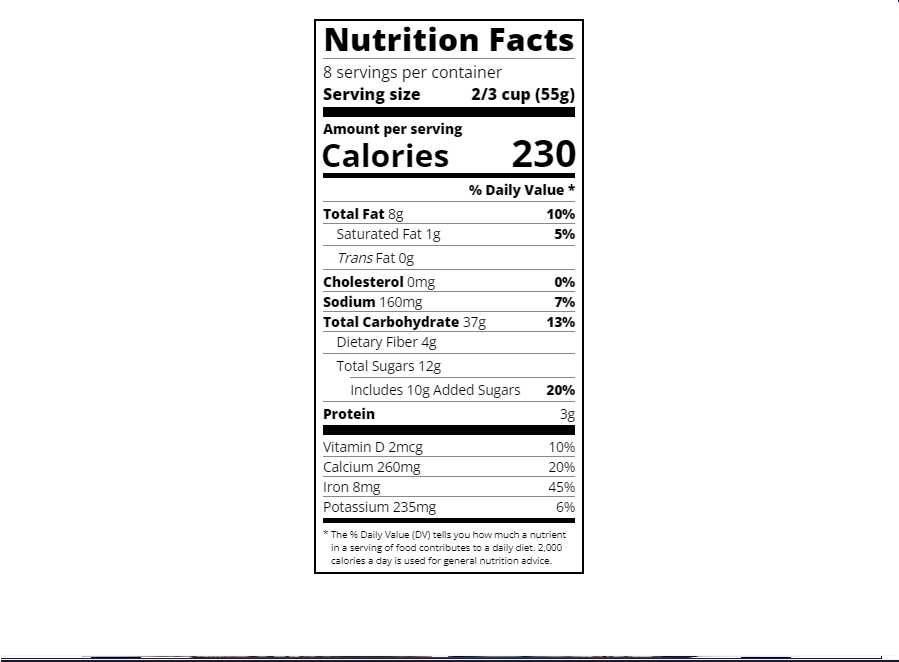 Nutrition Facts
8 servings per container
Serving size 2/3 cup (55g)
Amount per serving
Calories 230
% Daily Value *
Total Fat 8g 10%
Saturated Fat 1g 5%
Trans Fat 0g
Cholesterol 0mg 0%
Sodium 160mg 7%
Total Carbohydrate 37g 13%
Dietary Fiber 4g
Total Sugars 12g
Includes 10g Added Sugars 20%
Protein 3g
Vitamin D 2mcg 10%
Calcium 260mg 20%
Iron 8mg 45%
Potassium 235mg 6%
* The % Daily Value (DV) tells you how much a nutrient
in a serving of food contributes to a daily diet. 2,000
calories a day is used for general nutrition advice.